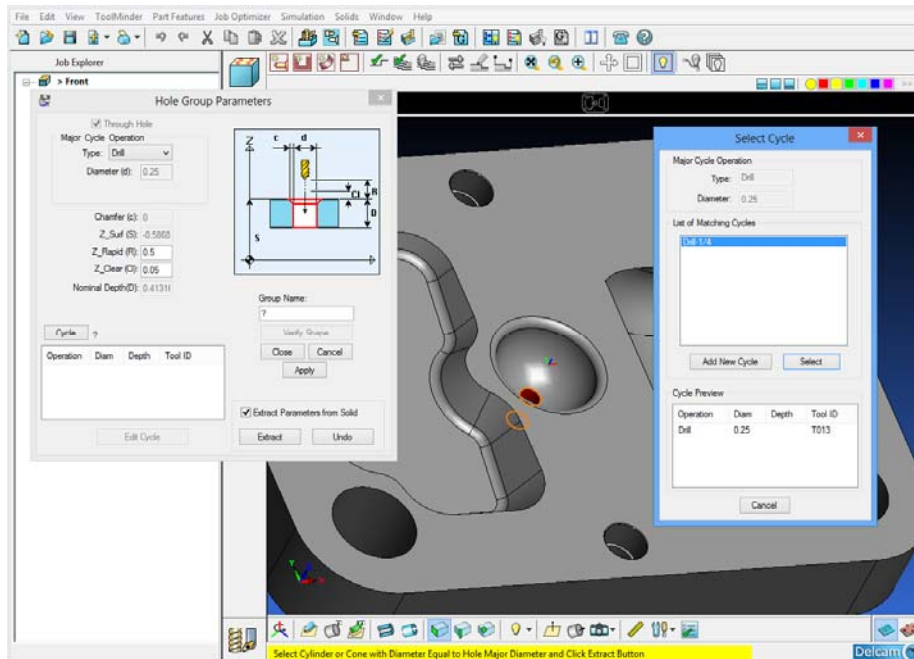 File Edit View ToolMinder Part Features Job Optimizer Simulation Solids Window Help
Job Explorer
> Front
Hole Group Parameters
Through Hole
Major Cycle Operation
Type: Drill
Diameter (d): 0.25
Chamfer (c): 0
Z_Surf (S): -0.5868
Z_Rapid (R): 0.5
Z_Clear (Cl): 0.05
Nominal Depth(D): 0.4131
Cycle ?
Operation Diam Depth Tool ID
Edit Cycle
Z c d
R
Cl
D
S
Group Name:
?
Verify Shape
Close Cancel
Apply
Extract Parameters from Solid
Extract Undo
Select Cycle
Major Cycle Operation
Type: Drill
Diameter: 0.25
List of Matching Cycles
Drill-1/4
Add New Cycle Select
Cycle Preview
Operation Diam Depth Tool ID
Drill 0.25 T013
Cancel
Select Cylinder or Cone with Diameter Equal to Hole Major Diameter and Click Extract Button
Delcam